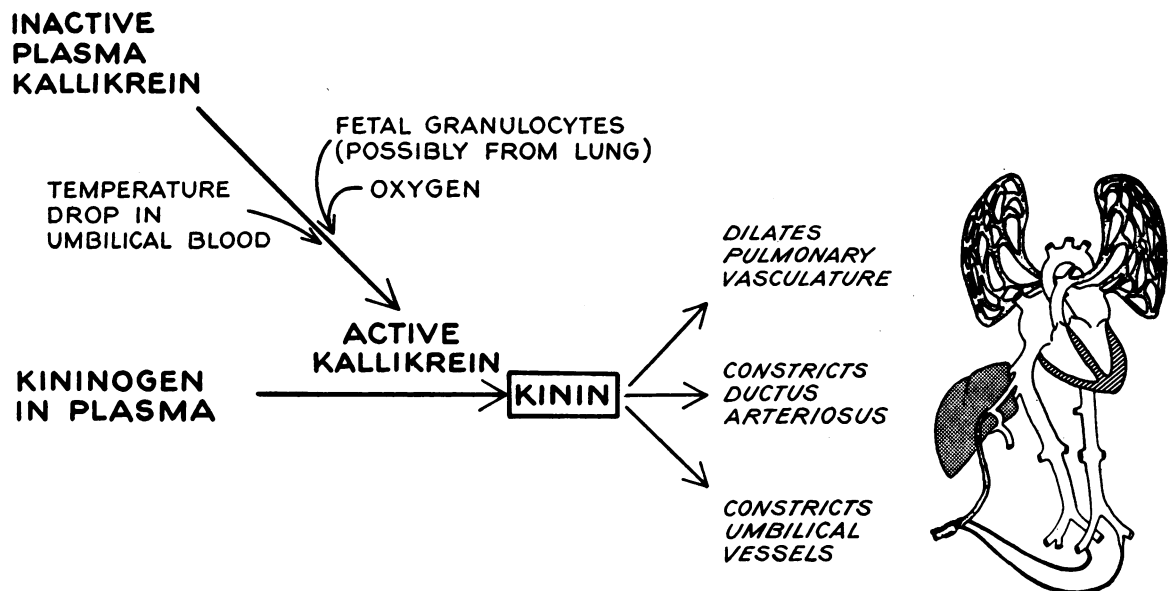 INACTIVE
PLASMA
KALLIKREIN
FETAL GRANULOCYTES
(POSSIBLY FROM LUNG)
OXYGEN
TEMPERATURE
DROP IN
UMBILICAL BLOOD
ACTIVE
KALLIKREIN
KININOGEN
IN PLASMA
KININ
DILATES
PULMONARY
VASCULATURE
CONSTRICTS
DUCTUS
ARTERIOSUS
CONSTRICTS
UMBILICAL
VESSELS